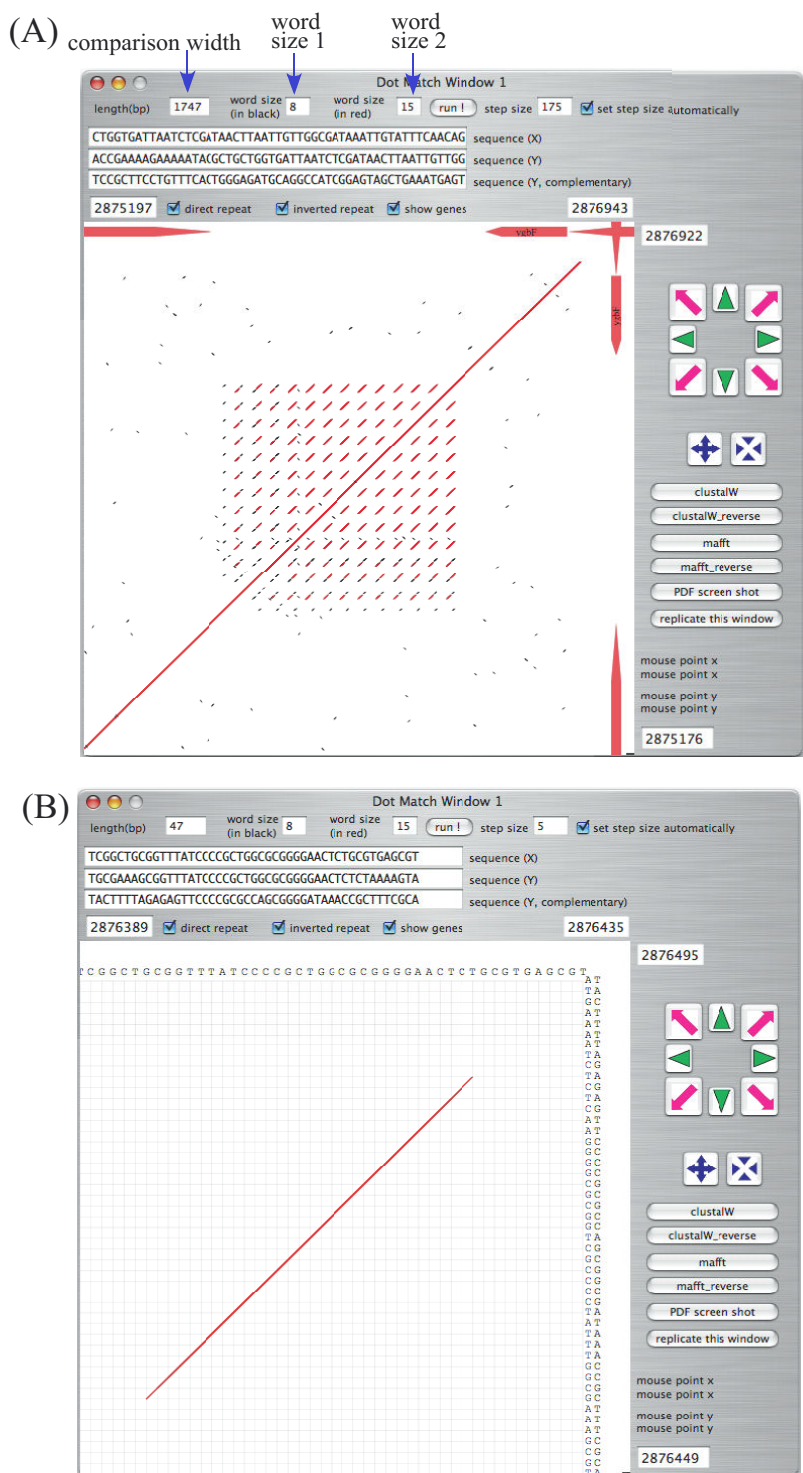 (A)
comparison width
word size 1
word size 2
Dot Match Window 1
length(bp) 1747 word size (in black) 8 word size (in red) 15 run ! step size 175 set step size automatically
CTGGTGATTAATCTCGATAACTTAATTGTTGGCGATAAATTGTATTTCAACAG sequence (X)
ACCGAAAAGAAAAATACGCTGCTGGTGATTAATCTCGATAACTTAATTGTTGG sequence (Y)
TCCGCTTCCTGTTTCACTGGGAGATGCAGGCCATCGGAGTAGCTGAAATGAGT sequence (Y, complementary)
2875197 direct repeat inverted repeat show genes 2876943
ygbF
2876922
ygbF
clustalW
clustalW_reverse
mafft
mafft_reverse
PDF screen shot
replicate this window
mouse point x
mouse point x
mouse point y
mouse point y
2875176
(B)
Dot Match Window 1
length(bp) 47 word size (in black) 8 word size (in red) 15 run ! step size 5 set step size automatically
TCGGCTGCGGTTTATCCCCGCTGGCGCGGGGAACTCTGCGTGAGCGT sequence (X)
TGCGAAAGCGGTTTATCCCCGCTGGCGCGGGGAACTCTCTAAAAGTA sequence (Y)
TACTTTTAGAGAGTTCCCCGCGCCAGCGGGGATAAACCGCTTTCGCA sequence (Y, complementary)
2876389 direct repeat inverted repeat show genes 2876435
2876495
T C G G C T G C G G T T T A T C C C C G C T G G C G C G G G G A A C T C T G C G T G A G C G T
A T
T A
G C
A T
A T
A T
A T
T A
C G
T A
C G
T A
C G
A T
A T
G C
G C
G C
G C
C G
G C
C G
G C
G C
T A
C G
G C
C G
C G
C G
C G
T A
A T
T A
T A
T A
G C
G C
C G
G C
A T
A T
A T
G C
C G
G C
T A
clustalW
clustalW_reverse
mafft
mafft_reverse
PDF screen shot
replicate this window
mouse point x
mouse point x
mouse point y
mouse point y
2876449